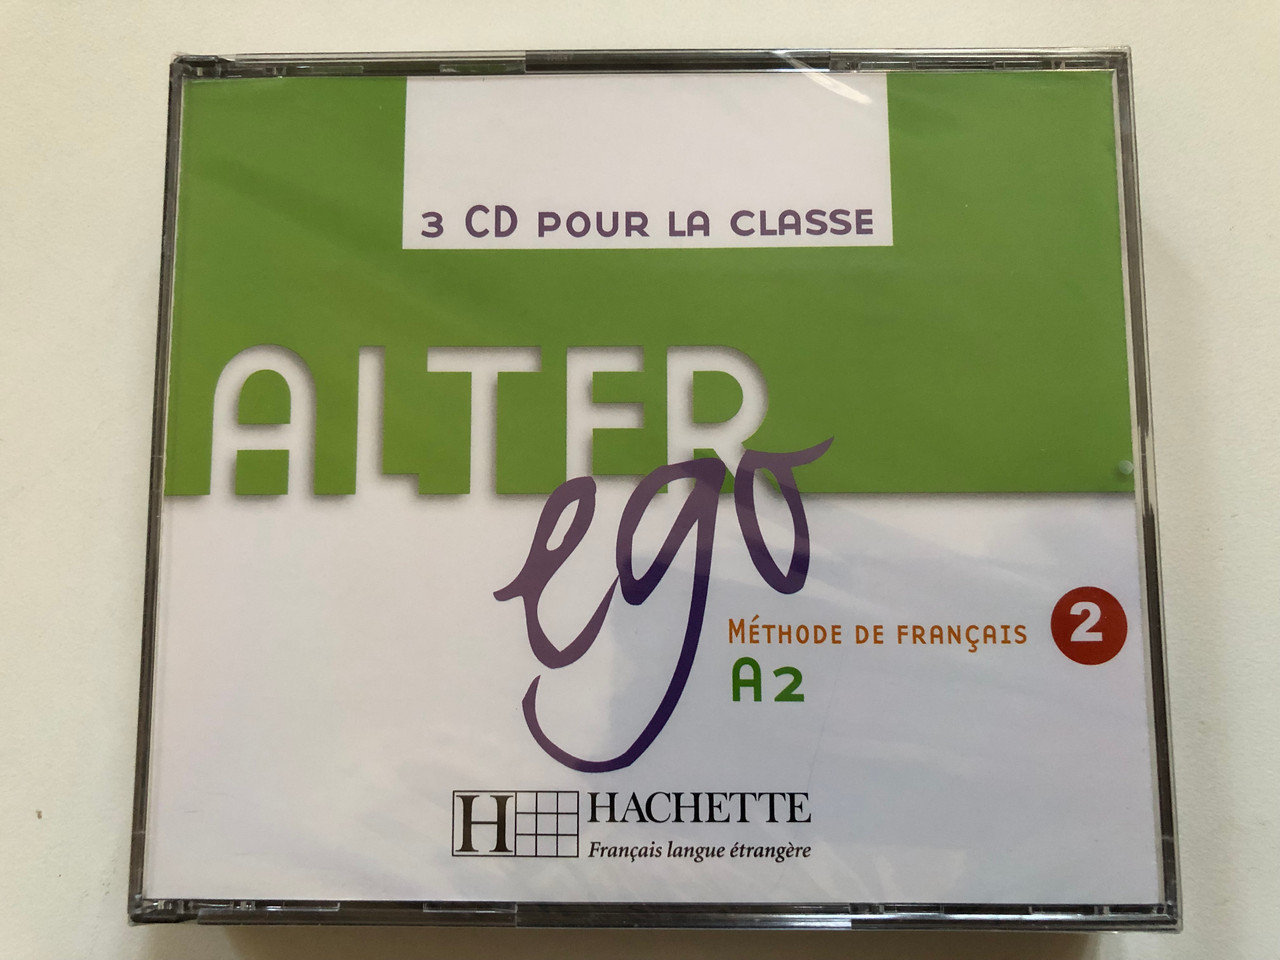 3 CD POUR LA CLASSE
ALTER
ego
MÉTHODE DE FRANÇAIS 2
A2
H HACHETTE
Français langue étrangère